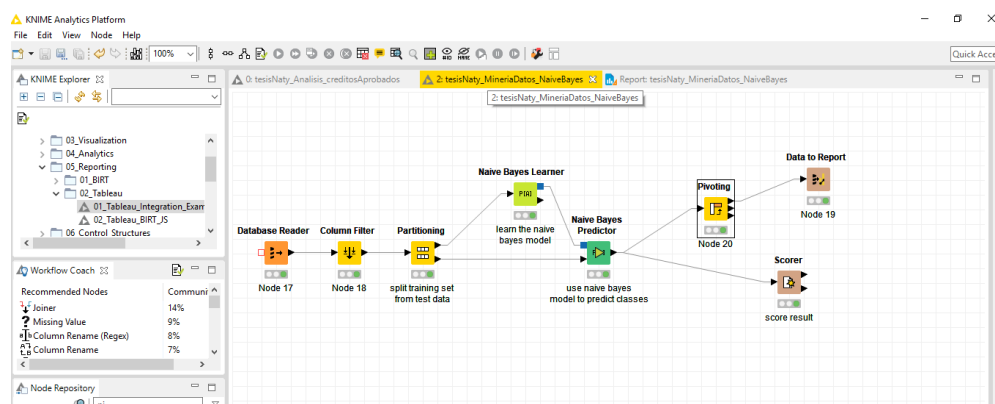 KNIME Analytics Platform
File Edit View Node Help
100%
Quick Acce
KNIME Explorer
0: tesisNaty_Analisis_creditosAprobados
2: tesisNaty_MineriaDatos_NaiveBayes
Report: tesisNaty_MineriaDatos_NaiveBayes
2: tesisNaty_MineriaDatos_NaiveBayes
03_Visualization
04_Analytics
05_Reporting
01_BIRT
02_Tableau
01_Tableau_Integration_Exam
02_Tableau_BIRT_JS
06 Control Structures
Workflow Coach
Recommended Nodes Communit
Joiner 14%
Missing Value 9%
Column Rename (Regex) 8%
Column Rename 7%
Node Repository
Database Reader
Node 17
Column Filter
Node 18
Partitioning
split training set
from test data
Naive Bayes Learner
learn the naive
bayes model
Naive Bayes
Predictor
use naive bayes
model to predict classes
Pivoting
Node 20
Data to Report
Node 19
Scorer
score result